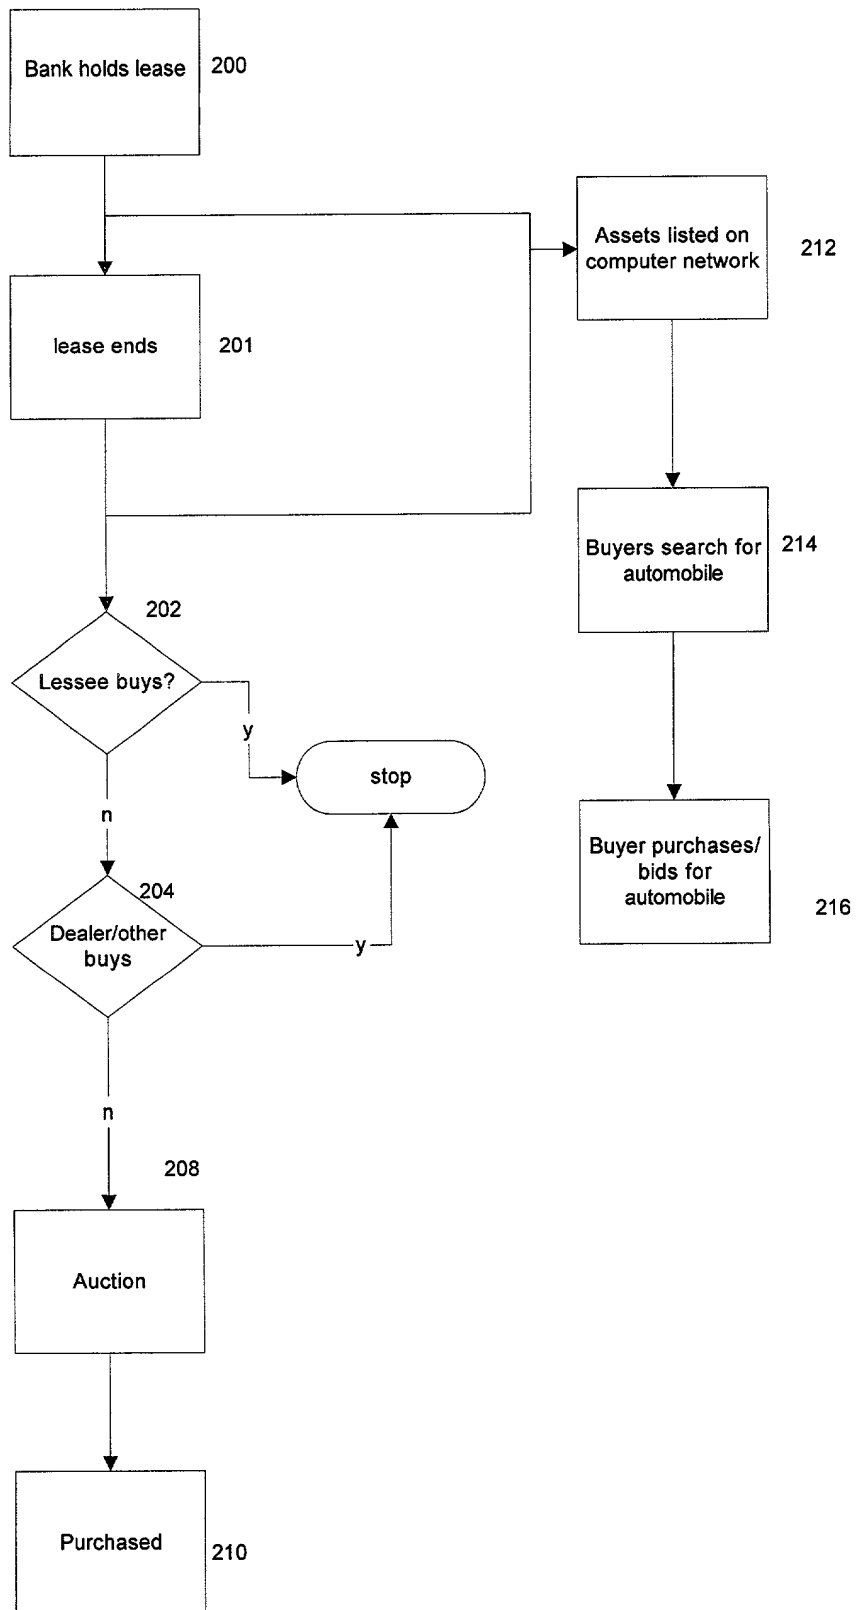 Bank holds lease
200
Assets listed on
computer network
212
lease ends
201
Buyers search for
automobile
214
202
Lessee buys?
y
stop
n
Buyer purchases/
bids for
automobile
216
204
Dealer/other
buys
y
n
208
Auction
Purchased
210